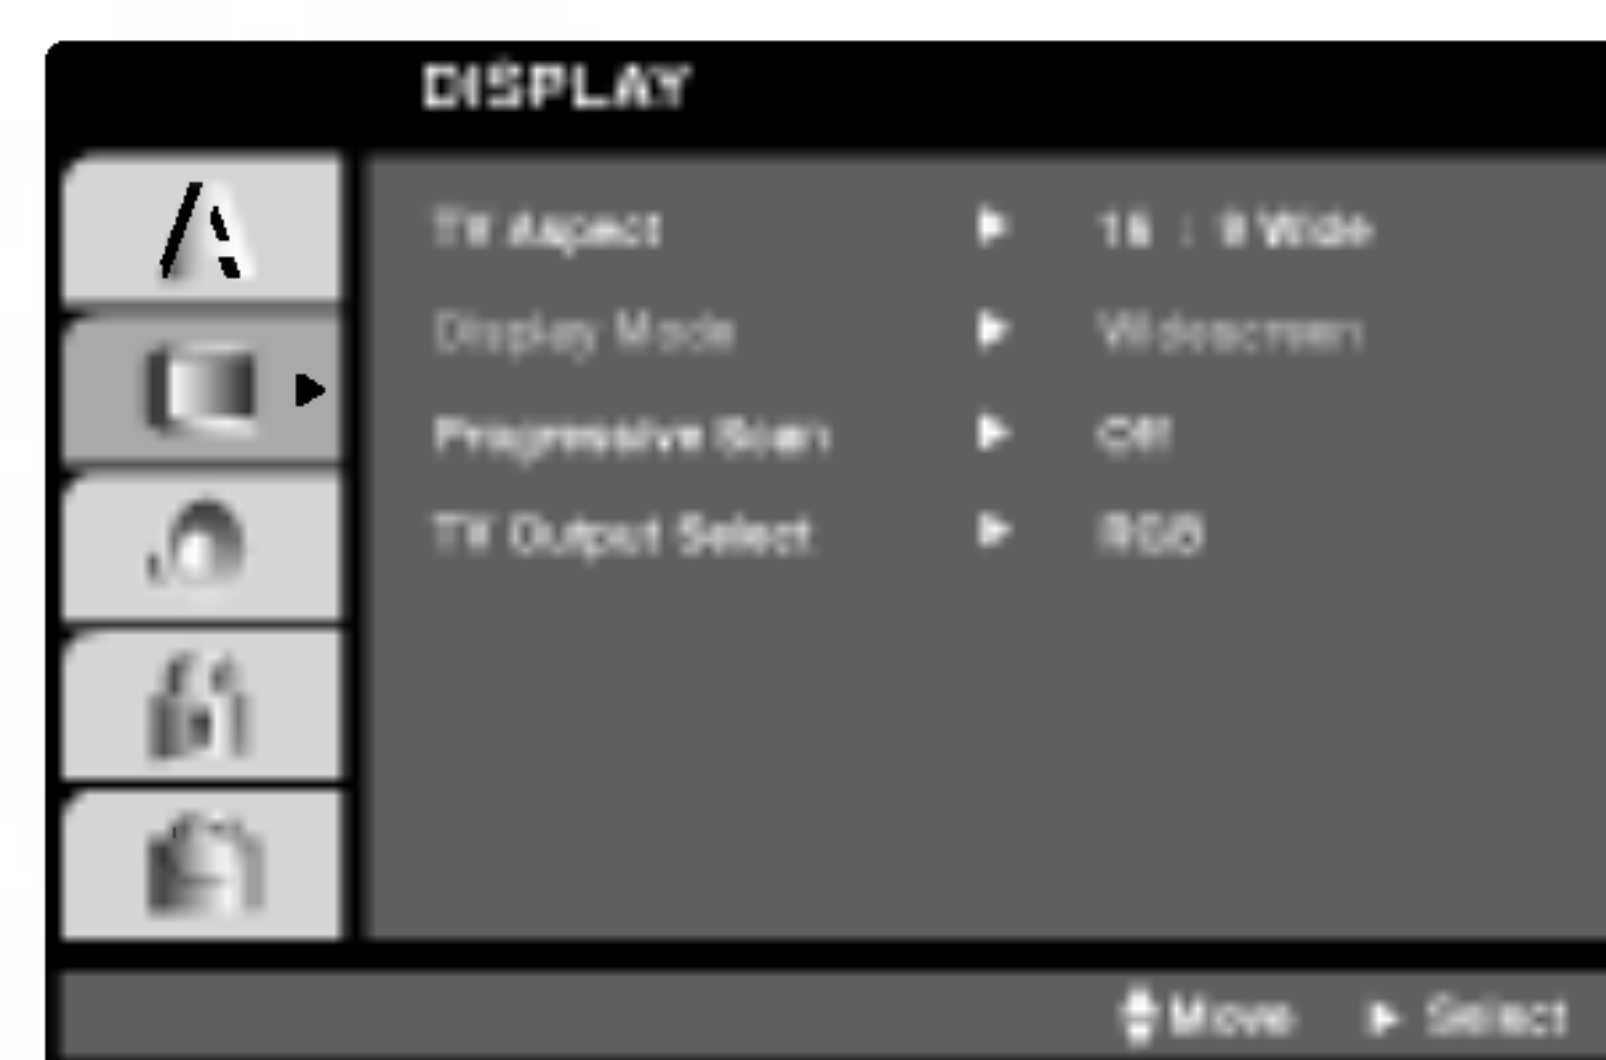 DISPLAY
TV Aspect ▶ 16 : 9 Wide
Display Mode ▶ Widescreen
Progressive Scan ▶ Off
TV Output Select ▶ RGB
Move ▶ Select